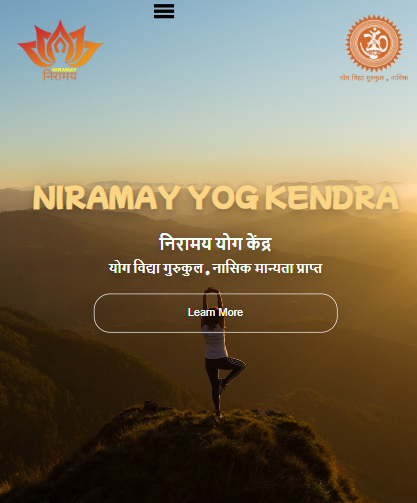 NIRAMAY
निरामय
योग विद्या गुरुकुल , नासिक
NIRAMAY YOG KENDRA
निरामय योग केंद्र
योग विद्या गुरुकुल , नासिक मान्यता प्राप्त
Learn More